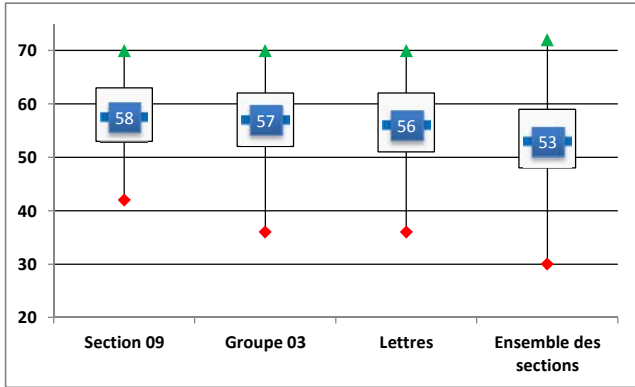 70
60
50
40
30
20
58
57
56
53
Section 09
Groupe 03
Lettres
Ensemble des
sections